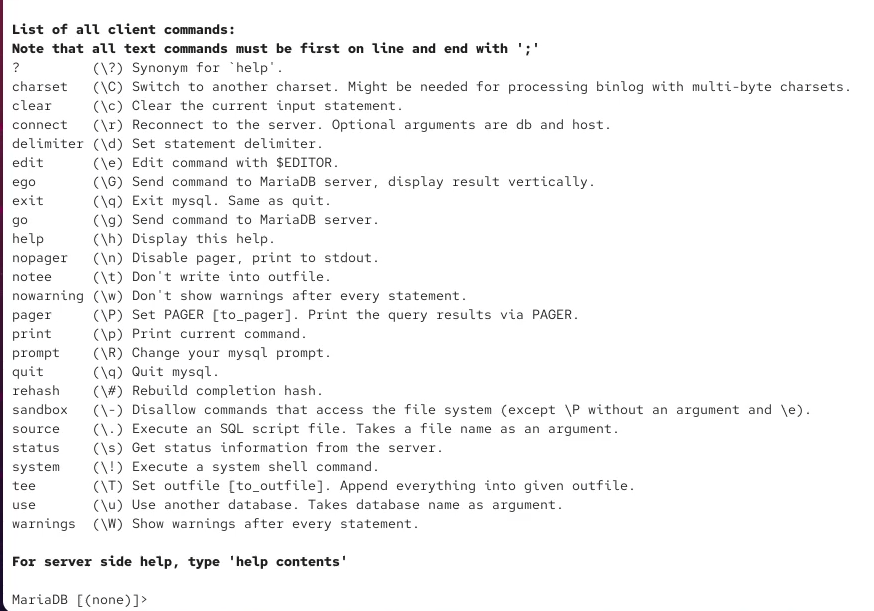 List of all client commands:
Note that all text commands must be first on line and end with ';'
?         (\?) Synonym for `help'.
charset   (\C) Switch to another charset. Might be needed for processing binlog with multi-byte charsets.
clear     (\c) Clear the current input statement.
connect   (\r) Reconnect to the server. Optional arguments are db and host.
delimiter (\d) Set statement delimiter.
edit      (\e) Edit command with $EDITOR.
ego       (\G) Send command to MariaDB server, display result vertically.
exit      (\q) Exit mysql. Same as quit.
go        (\g) Send command to MariaDB server.
help      (\h) Display this help.
nopager   (\n) Disable pager, print to stdout.
notee     (\t) Don't write into outfile.
nowarning (\w) Don't show warnings after every statement.
pager     (\P) Set PAGER [to_pager]. Print the query results via PAGER.
print     (\p) Print current command.
prompt    (\R) Change your mysql prompt.
quit      (\q) Quit mysql.
rehash    (\#) Rebuild completion hash.
sandbox   (\-) Disallow commands that access the file system (except \P without an argument and \e).
source    (\.) Execute an SQL script file. Takes a file name as an argument.
status    (\s) Get status information from the server.
system    (\!) Execute a system shell command.
tee       (\T) Set outfile [to_outfile]. Append everything into given outfile.
use       (\u) Use another database. Takes database name as argument.
warnings  (\W) Show warnings after every statement.
For server side help, type 'help contents'
MariaDB [(none)]>